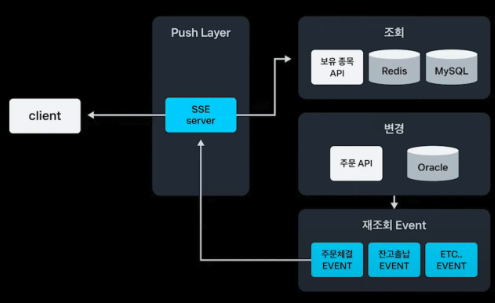 Push Layer
client
SSE
server
조회
보유 종목
API
Redis
MySQL
변경
주문 API
Oracle
재조회 Event
주문체결
EVENT
잔고출납
EVENT
ETC..
EVENT